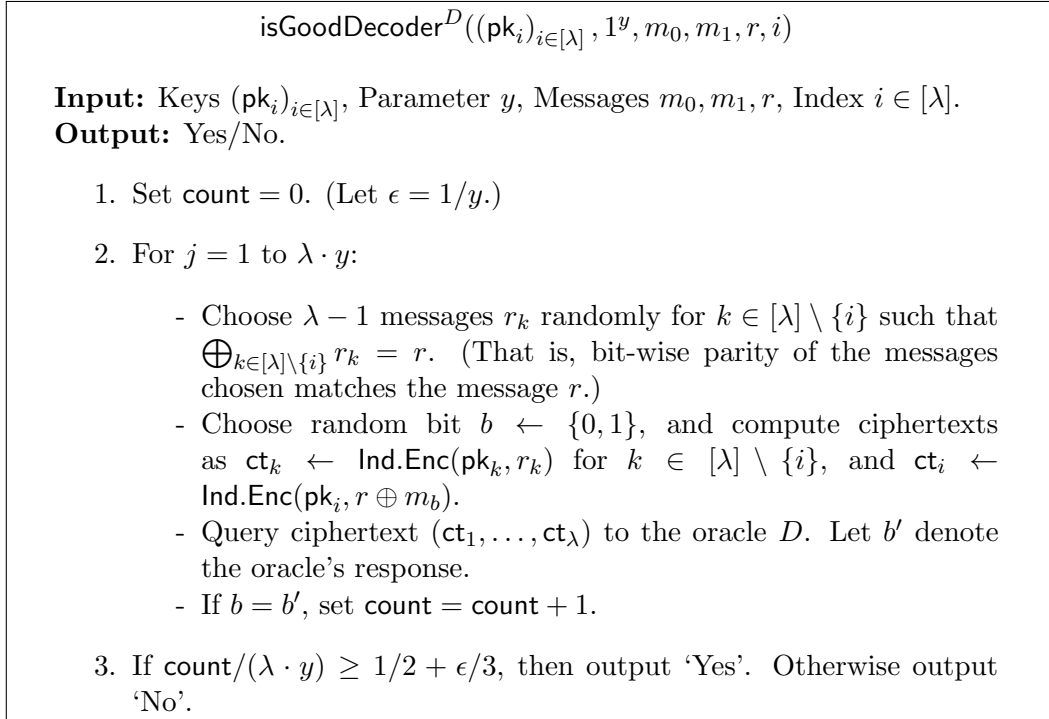 isGoodDecoder^D((pk_i)_{i∈[λ]}, 1^y, m_0, m_1, r, i)
Input: Keys (pk_i)_{i∈[λ]}, Parameter y, Messages m_0, m_1, r, Index i ∈ [λ].
Output: Yes/No.
1. Set count = 0. (Let ϵ = 1/y.)
2. For j = 1 to λ · y:
- Choose λ − 1 messages r_k randomly for k ∈ [λ] \ {i} such that
⊕_{k∈[λ]\{i}} r_k = r. (That is, bit-wise parity of the messages
chosen matches the message r.)
- Choose random bit b ← {0, 1}, and compute ciphertexts
as ct_k ← Ind.Enc(pk_k, r_k) for k ∈ [λ] \ {i}, and ct_i ←
Ind.Enc(pk_i, r ⊕ m_b).
- Query ciphertext (ct_1, . . . , ct_λ) to the oracle D. Let b′ denote
the oracle's response.
- If b = b′, set count = count + 1.
3. If count/(λ · y) ≥ 1/2 + ϵ/3, then output ‘Yes’. Otherwise output
‘No’.